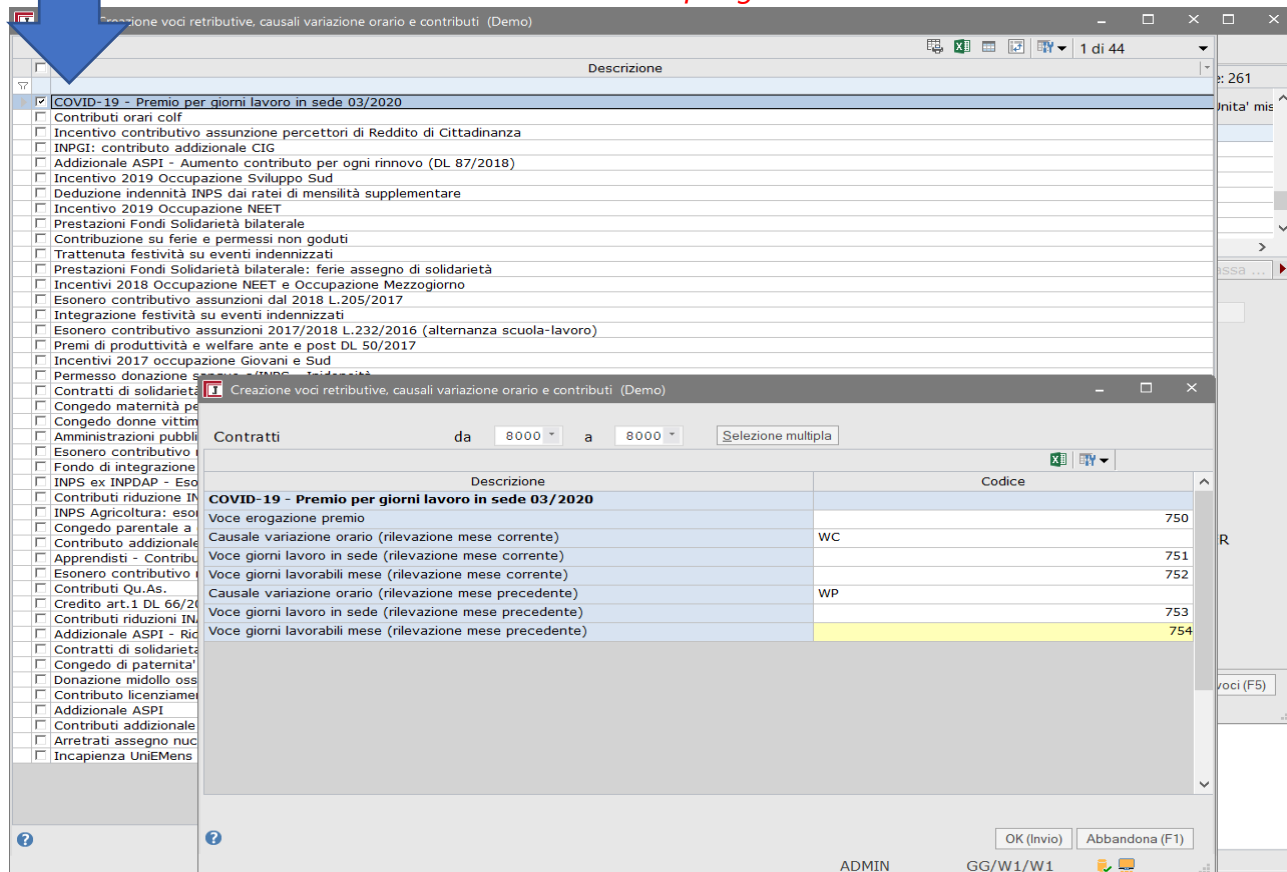 Creazione voci retributive, causali variazione orario e contributi (Demo)
1 di 44
Descrizione
COVID-19 - Premio per giorni lavoro in sede 03/2020
Contributi orari colf
Incentivo contributivo assunzione percettori di Reddito di Cittadinanza
INPGI: contributo addizionale CIG
Addizionale ASPI - Aumento contributo per ogni rinnovo (DL 87/2018)
Incentivo 2019 Occupazione Sviluppo Sud
Deduzione indennità INPS dai ratei di mensilità supplementare
Incentivo 2019 Occupazione NEET
Prestazioni Fondi Solidarietà bilaterale
Contribuzione su ferie e permessi non goduti
Trattenuta festività su eventi indennizzati
Prestazioni Fondi Solidarietà bilaterale: ferie assegno di solidarietà
Incentivi 2018 Occupazione NEET e Occupazione Mezzogiorno
Esonero contributivo assunzioni dal 2018 L.205/2017
Integrazione festività su eventi indennizzati
Esonero contributivo assunzioni 2017/2018 L.232/2016 (alternanza scuola-lavoro)
Premi di produttività e welfare ante e post DL 50/2017
Incentivi 2017 occupazione Giovani e Sud
Permesso donazione
Contratti di solidarietà
Congedo maternità pe
Congedo donne vittim
Amministrazioni pubbli
Esonero contributivo
Fondo di integrazione
INPS ex INPDAP - Eso
Contributi riduzione IN
INPS Agricoltura: esor
Congedo parentale a
Contributo addizionale
Apprendisti - Contribu
Esonero contributivo
Contributi Qu.As.
Credito art.1 DL 66/20
Contributi riduzioni INA
Addizionale ASPI - Rid
Contratti di solidarietà
Congedo di paternita'
Donazione midollo oss
Contributo licenziamer
Addizionale ASPI
Contributi addizionale
Arretrati assegno nuc
Incapienza UniEMens
Creazione voci retributive, causali variazione orario e contributi (Demo)
Contratti da 8000 a 8000 Selezione multipla
Descrizione Codice
COVID-19 - Premio per giorni lavoro in sede 03/2020
Voce erogazione premio 750
Causale variazione orario (rilevazione mese corrente) WC
Voce giorni lavoro in sede (rilevazione mese corrente) 751
Voce giorni lavorabili mese (rilevazione mese corrente) 752
Causale variazione orario (rilevazione mese precedente) WP
Voce giorni lavoro in sede (rilevazione mese precedente) 753
Voce giorni lavorabili mese (rilevazione mese precedente) 754
OK (Invio) Abbandona (F1)
ADMIN GG/W1/W1
e: 261
Unita' mis
assa ...
R
voci (F5)